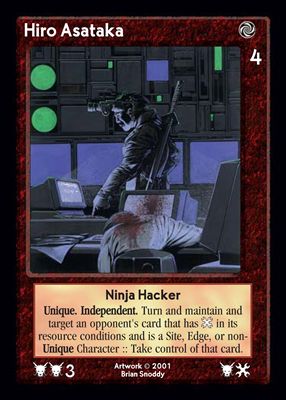 Hiro Asataka
4
Ninja Hacker
Unique. Independent. Turn and maintain and
target an opponent's card that has in its
resource conditions and is a Site, Edge, or non-
Unique Character :: Take control of that card.
3
Artwork © 2001
Brian Snoddy